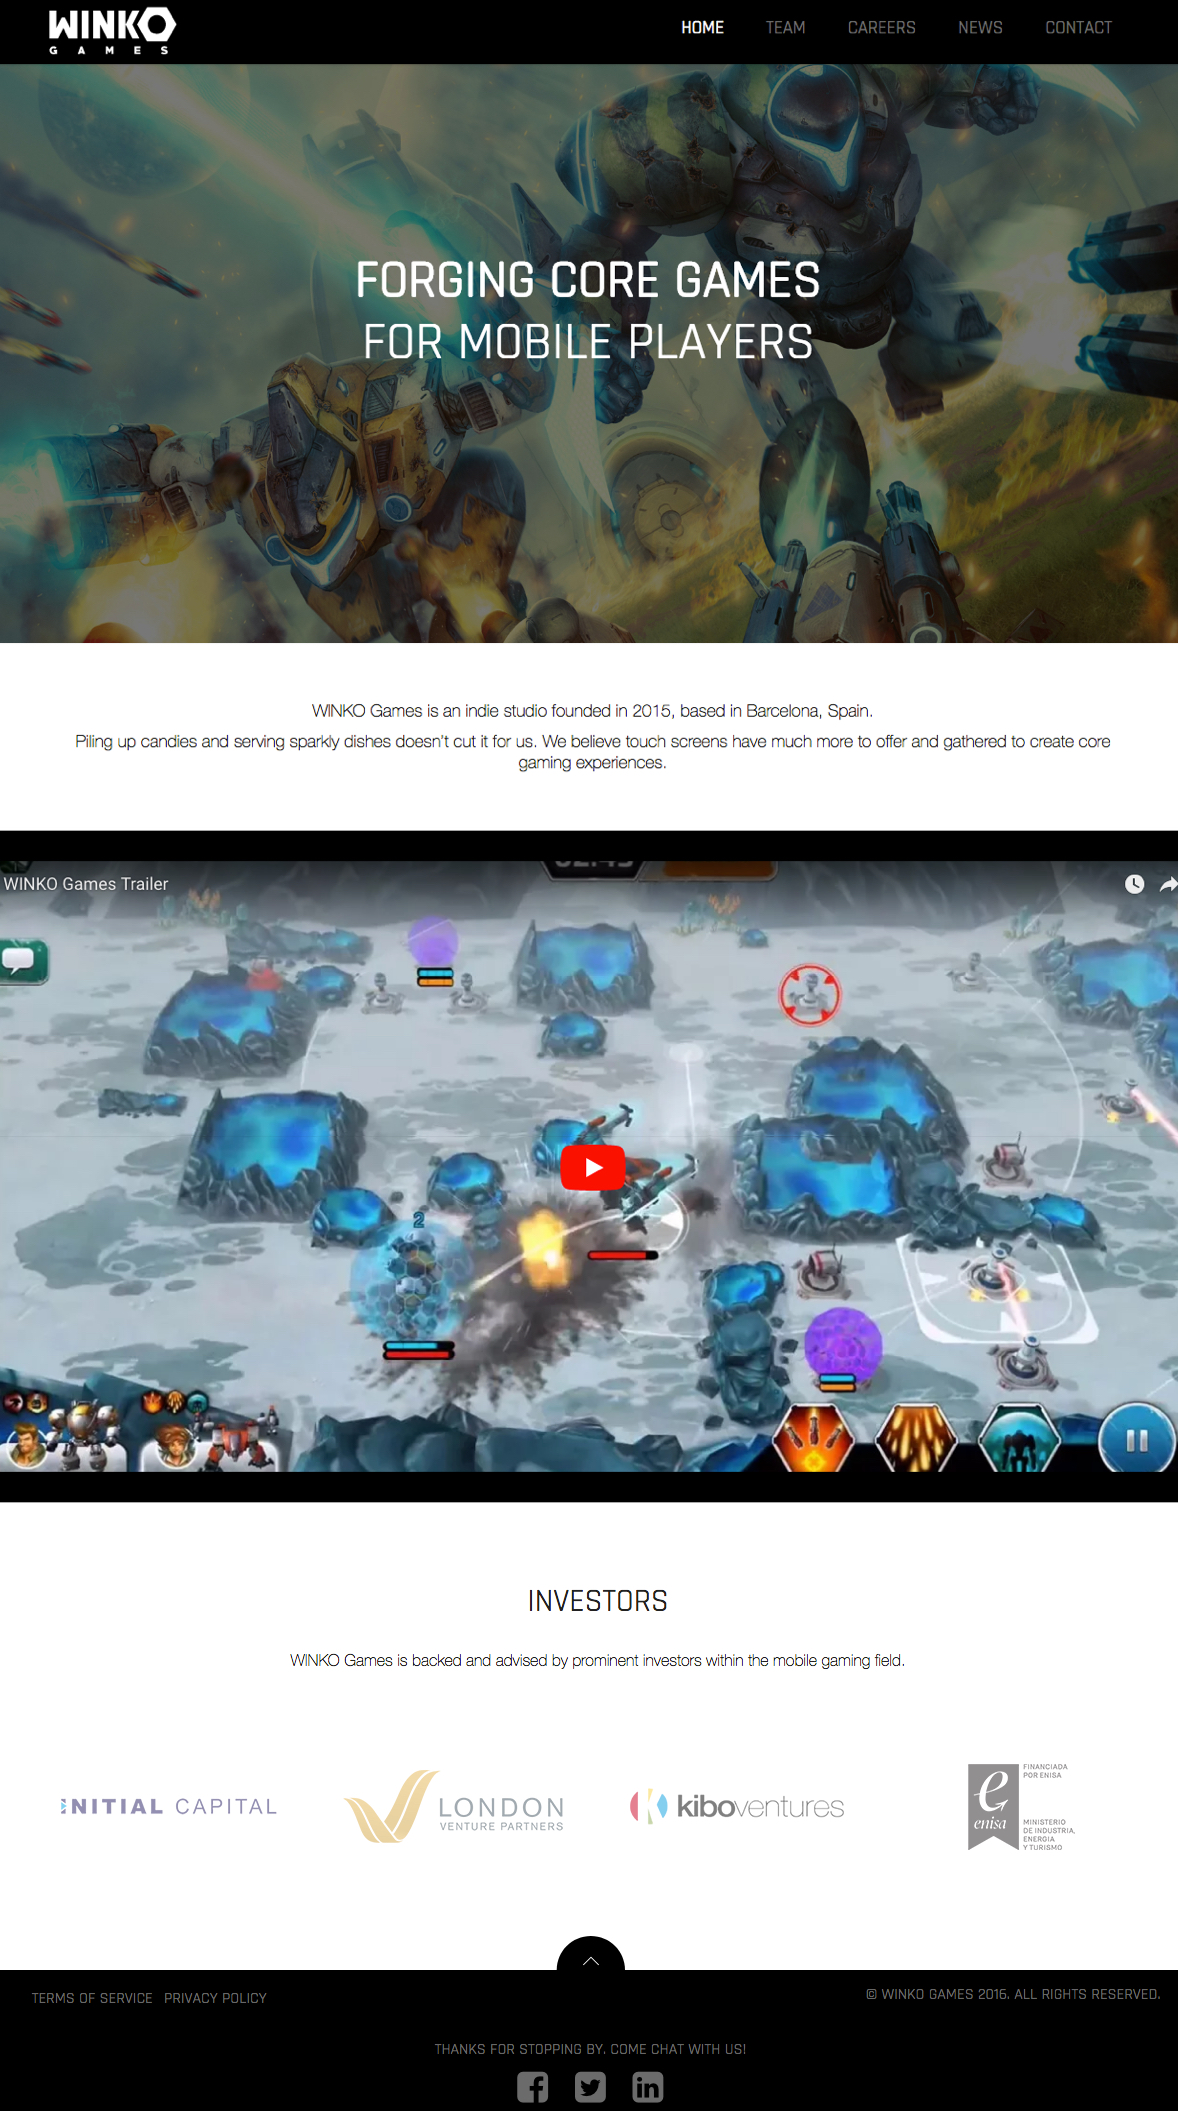 WINKO
GAMES
HOME
TEAM
CAREERS
NEWS
CONTACT
FORGING CORE GAMES
FOR MOBILE PLAYERS
WINKO Games is an indie studio founded in 2015, based in Barcelona, Spain.
Piling up candies and serving sparkly dishes doesn't cut it for us. We believe touch screens have much more to offer and gathered to create core
gaming experiences.
WINKO Games Trailer
2
INVESTORS
WINKO Games is backed and advised by prominent investors within the mobile gaming field.
INITIAL CAPITAL
LONDON
VENTURE PARTNERS
kiboventures
FINANCIADA
POR ENISA
e
enisa
MINISTERIO
DE INDUSTRIA,
ENERGIA
Y TURISMO
TERMS OF SERVICE PRIVACY POLICY
© WINKO GAMES 2016. ALL RIGHTS RESERVED.
THANKS FOR STOPPING BY. COME CHAT WITH US!